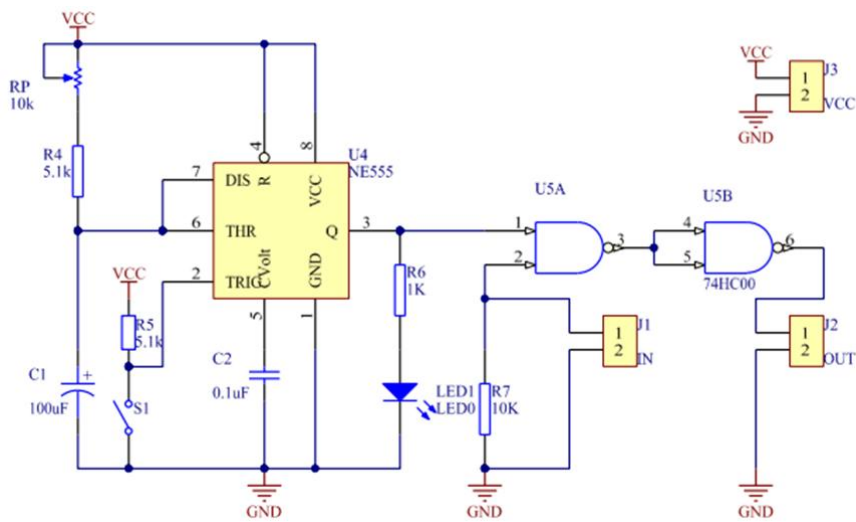 VCC
RP
10k
R4
5.1k
7
6
2
4
8
DIS
R
VCC
THR
Q
TRIG
CVolt
GND
5
1
3
U4
NE555
VCC
R5
5.1k
C1
+
100uF
S1
C2
0.1uF
R6
1K
LED1
LED0
U5A
1
2
3
U5B
4
5
6
74HC00
R7
10K
1
2
J1
IN
1
2
J2
OUT
VCC
1
2
J3
VCC
GND
GND
GND
GND